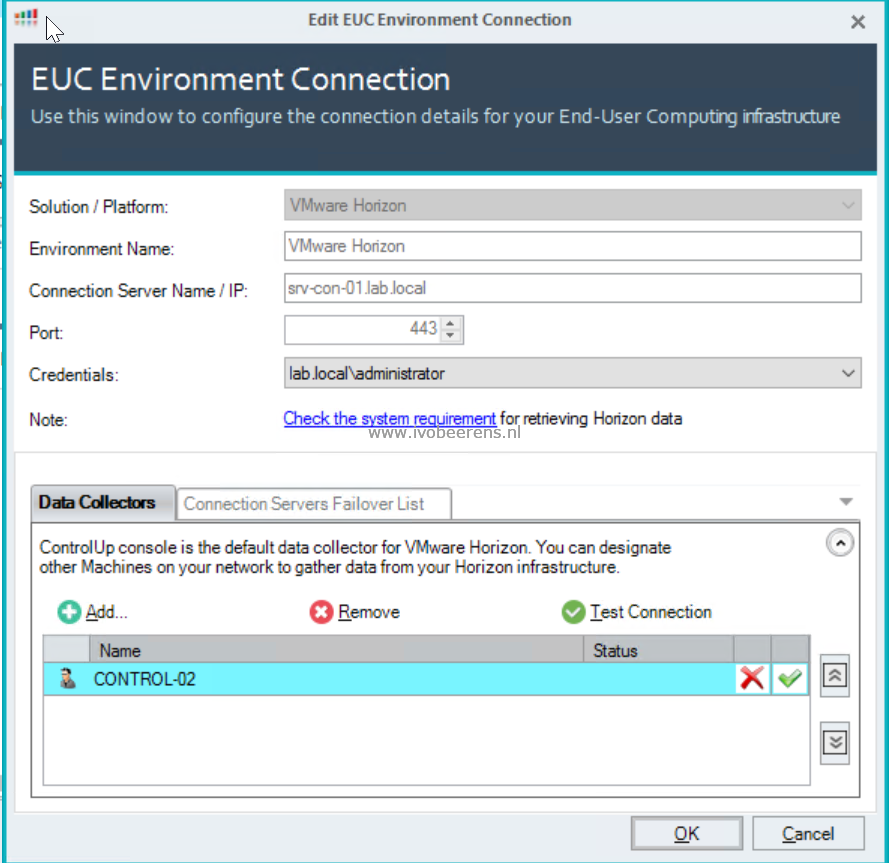 Edit EUC Environment Connection
EUC Environment Connection
Use this window to configure the connection details for your End-User Computing infrastructure
Solution / Platform:
VMware Horizon
Environment Name:
VMware Horizon
Connection Server Name / IP:
srv-con-01.lab.local
Port:
443
Credentials:
lab.local\administrator
Note:
Check the system requirement for retrieving Horizon data
www.ivobeerens.nl
Data Collectors
Connection Servers Failover List
ControlUp console is the default data collector for VMware Horizon. You can designate
other Machines on your network to gather data from your Horizon infrastructure.
Add...
Remove
Test Connection
Name
Status
CONTROL-02
OK
Cancel